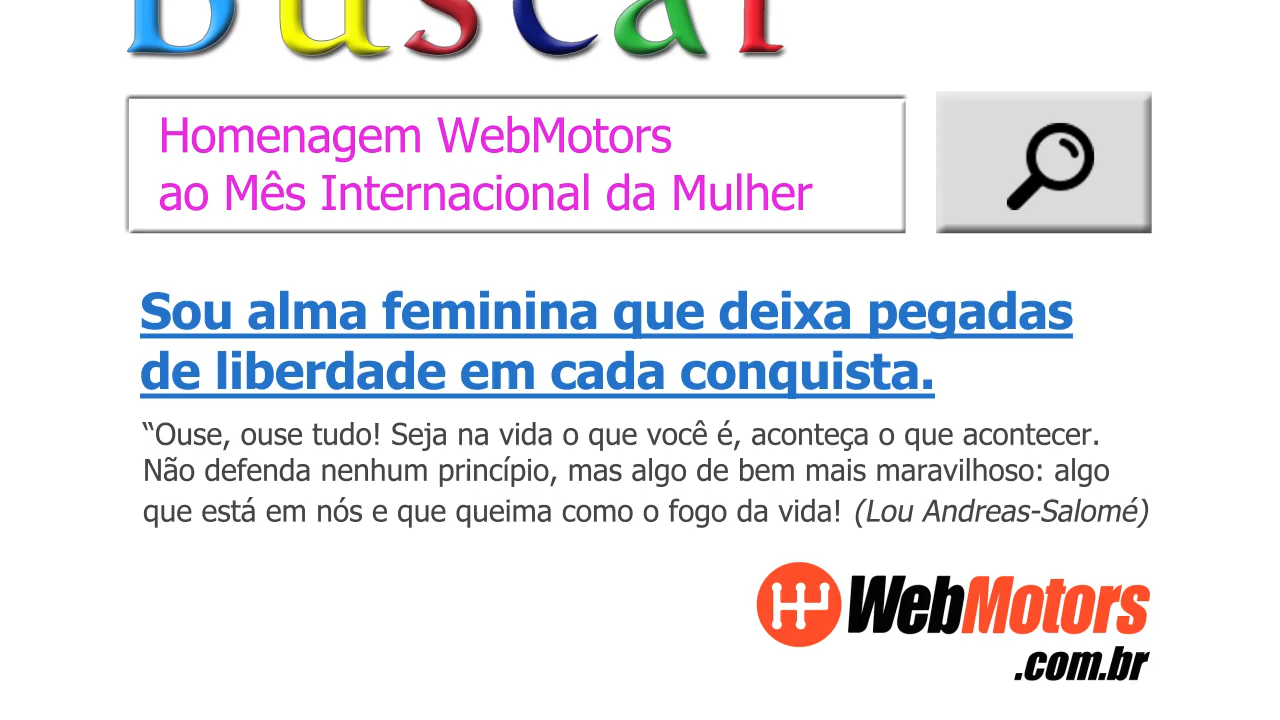 Buscar
Homenagem WebMotors
ao Mês Internacional da Mulher
Sou alma feminina que deixa pegadas
de liberdade em cada conquista.
“Ouse, ouse tudo! Seja na vida o que você é, aconteça o que acontecer.
Não defenda nenhum princípio, mas algo de bem mais maravilhoso: algo
que está em nós e que queima como o fogo da vida! (Lou Andreas-Salomé)
WebMotors
.com.br